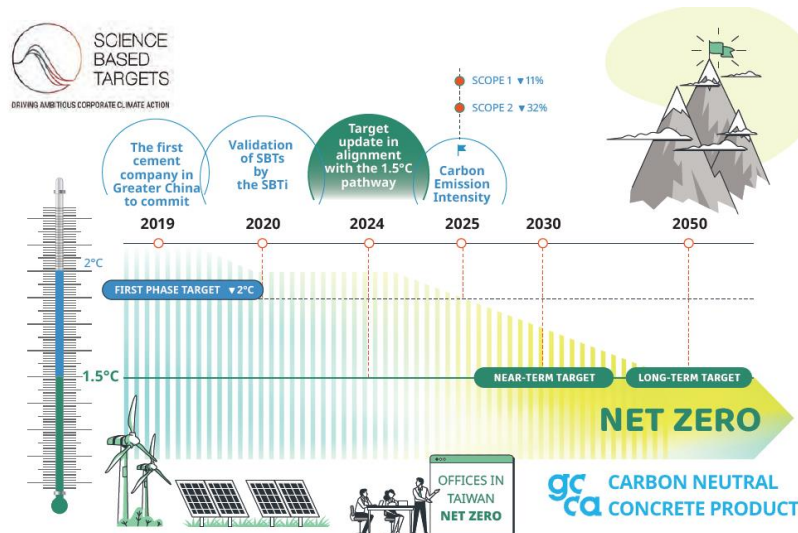 SCIENCE
BASED
TARGETS
DRIVING AMBITIOUS CORPORATE CLIMATE ACTION
SCOPE 1 ▼11%
SCOPE 2 ▼32%
The first
cement
company in
Greater China
to commit
Validation
of SBTs
by
the SBTi
Target
update in
alignment
with the 1.5°C
pathway
Carbon
Emission
Intensity
2019
2020
2024
2025
2030
2050
2°C
FIRST PHASE TARGET ▼2°C
1.5°C
NEAR-TERM TARGET
LONG-TERM TARGET
NET ZERO
OFFICES IN
TAIWAN
NET ZERO
gcca
CARBON NEUTRAL
CONCRETE PRODUCT